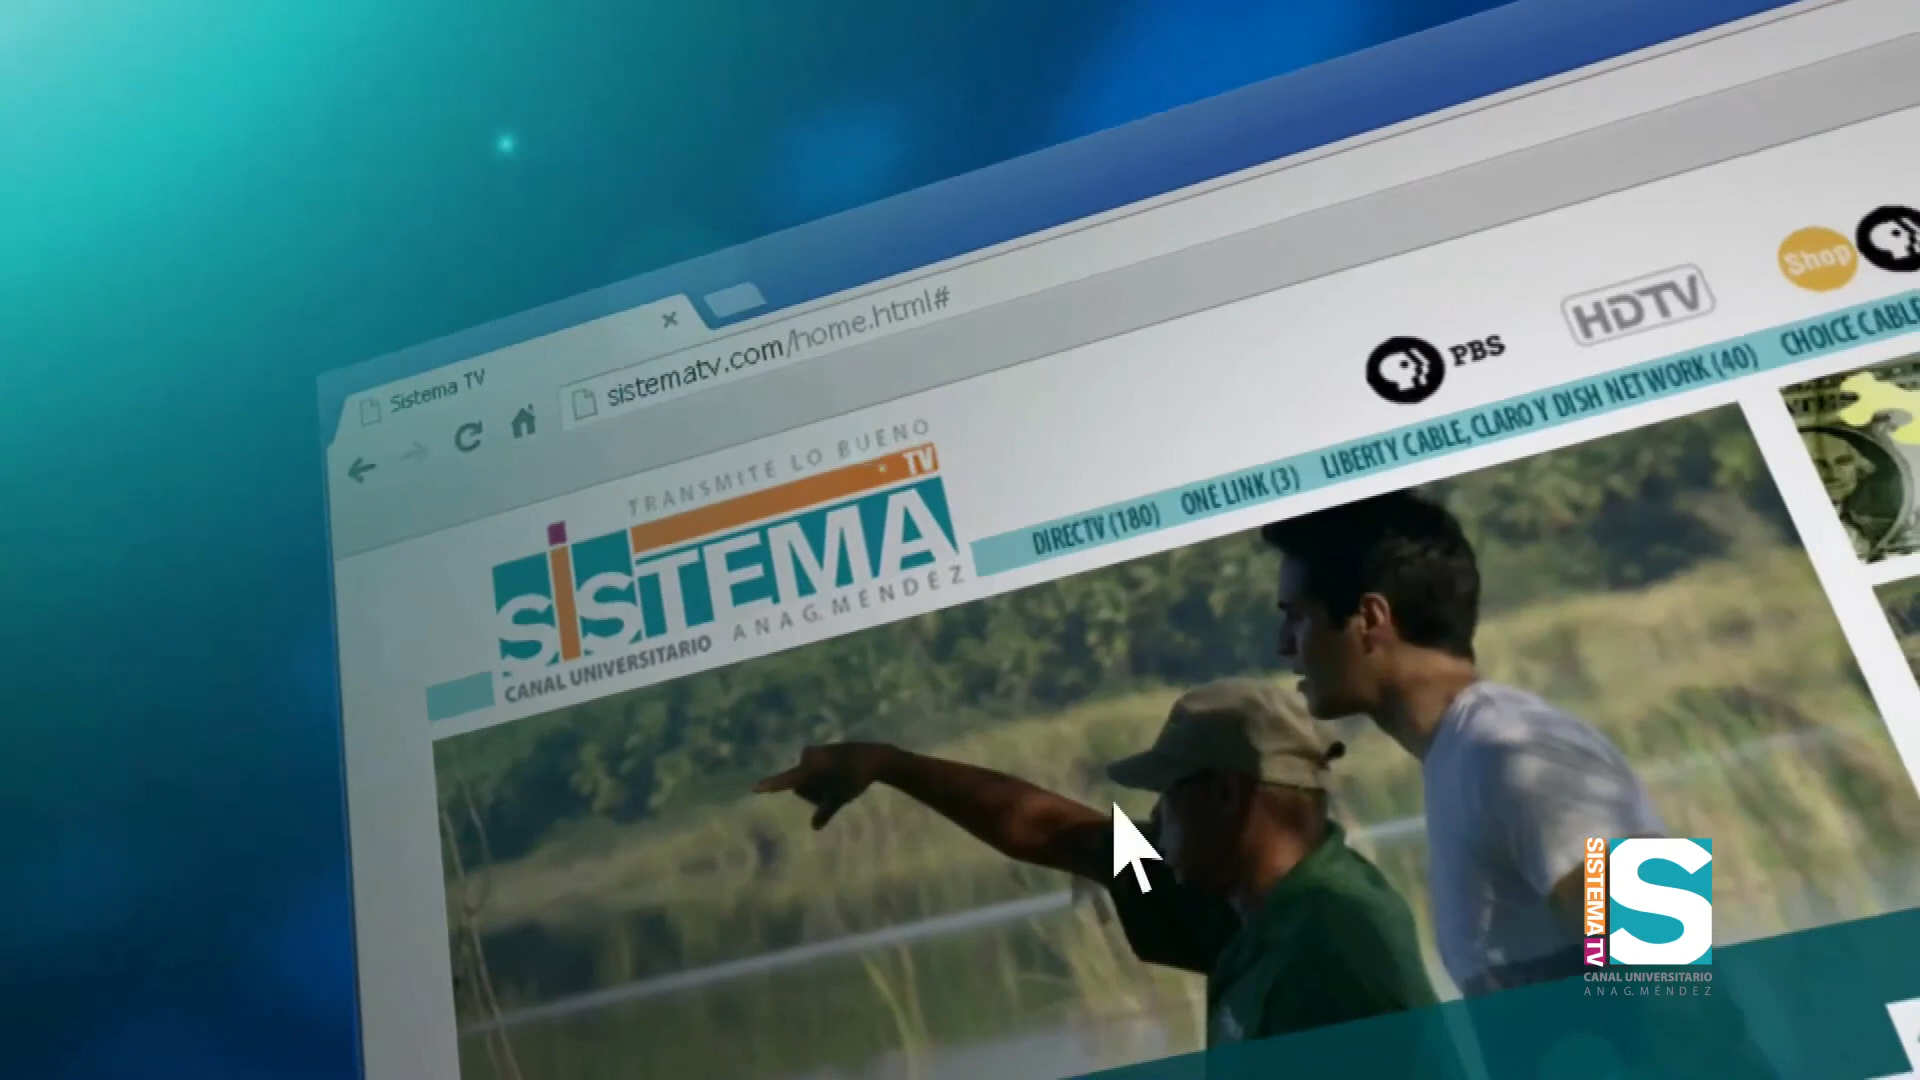 Sistema TV
sistematv.com/home.html#
TRANSMITE LO BUENO
TV
SISTEMA
CANAL UNIVERSITARIO ANA G. MÉNDEZ
PBS
HDTV
Shop
DIRECTV (180) ONE LINK (3) LIBERTY CABLE, CLARO Y DISH NETWORK (40) CHOICE CABLE
SISTEMA TV
S
CANAL UNIVERSITARIO
ANA G. MÉNDEZ